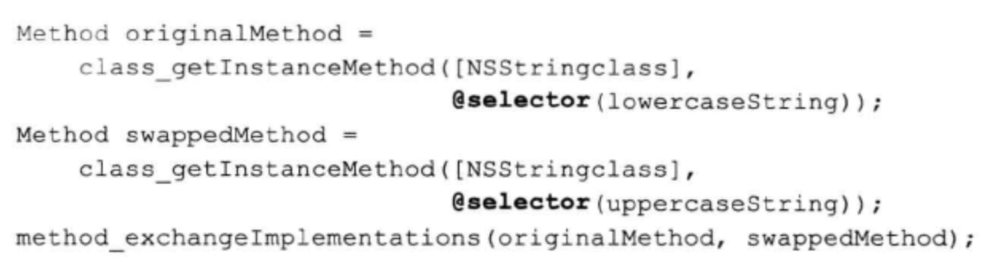 Method originalMethod =
class_getInstanceMethod([NSStringclass],
@selector(lowercaseString));
Method swappedMethod =
class_getInstanceMethod([NSStringclass],
@selector(uppercaseString));
method_exchangeImplementations(originalMethod, swappedMethod);